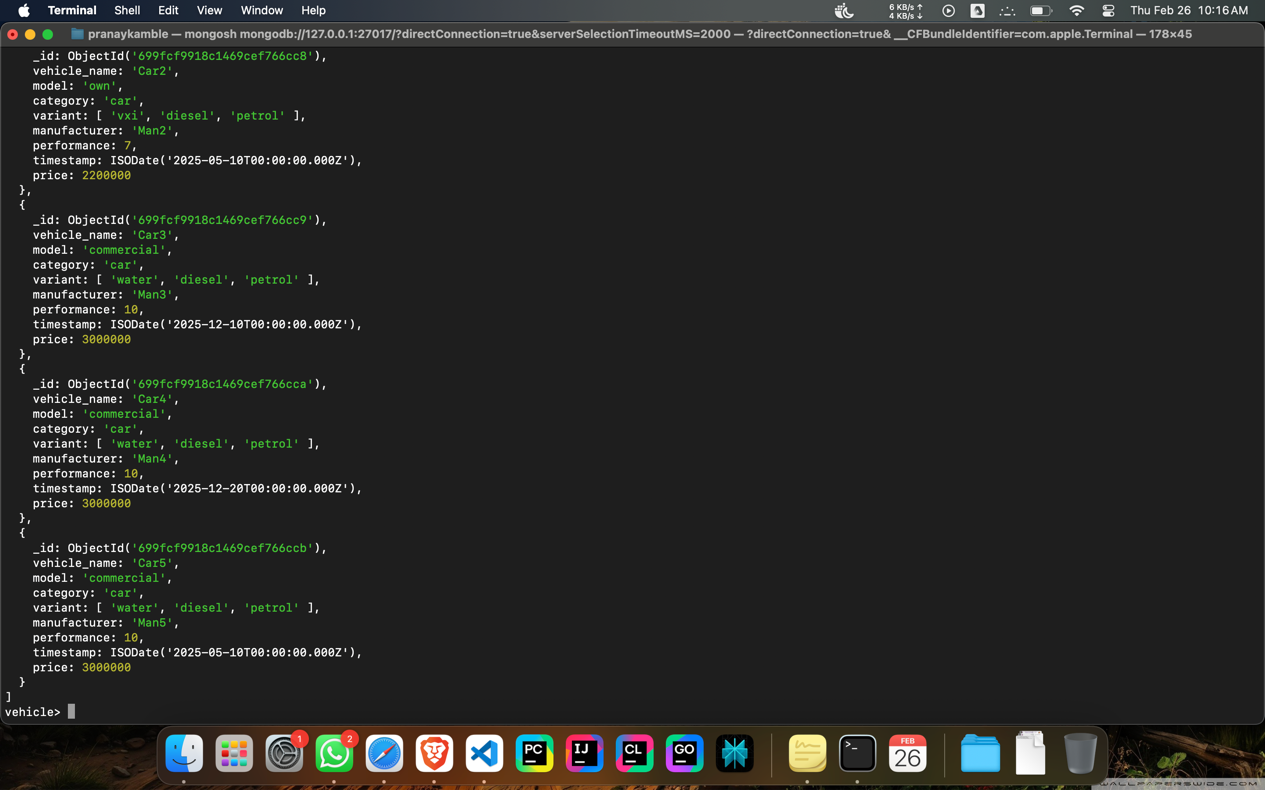 Terminal Shell Edit View Window Help 6 KB/s↑ 4 KB/s↓ Thu Feb 26 10:16 AM
pranaykamble — mongosh mongodb://127.0.0.1:27017/?directConnection=true&serverSelectionTimeoutMS=2000 — ?directConnection=true& __CFBundleIdentifier=com.apple.Terminal — 178×45
    _id: ObjectId('699fcf9918c1469cef766cc8'),
    vehicle_name: 'Car2',
    model: 'own',
    category: 'car',
    variant: [ 'vxi', 'diesel', 'petrol' ],
    manufacturer: 'Man2',
    performance: 7,
    timestamp: ISODate('2025-05-10T00:00:00.000Z'),
    price: 2200000
  },
  {
    _id: ObjectId('699fcf9918c1469cef766cc9'),
    vehicle_name: 'Car3',
    model: 'commercial',
    category: 'car',
    variant: [ 'water', 'diesel', 'petrol' ],
    manufacturer: 'Man3',
    performance: 10,
    timestamp: ISODate('2025-12-10T00:00:00.000Z'),
    price: 3000000
  },
  {
    _id: ObjectId('699fcf9918c1469cef766cca'),
    vehicle_name: 'Car4',
    model: 'commercial',
    category: 'car',
    variant: [ 'water', 'diesel', 'petrol' ],
    manufacturer: 'Man4',
    performance: 10,
    timestamp: ISODate('2025-12-20T00:00:00.000Z'),
    price: 3000000
  },
  {
    _id: ObjectId('699fcf9918c1469cef766ccb'),
    vehicle_name: 'Car5',
    model: 'commercial',
    category: 'car',
    variant: [ 'water', 'diesel', 'petrol' ],
    manufacturer: 'Man5',
    performance: 10,
    timestamp: ISODate('2025-05-10T00:00:00.000Z'),
    price: 3000000
  }
]
vehicle>
1 2 PC IJ CL GO >_ FEB 26
WALLPAPERSWIDE.COM